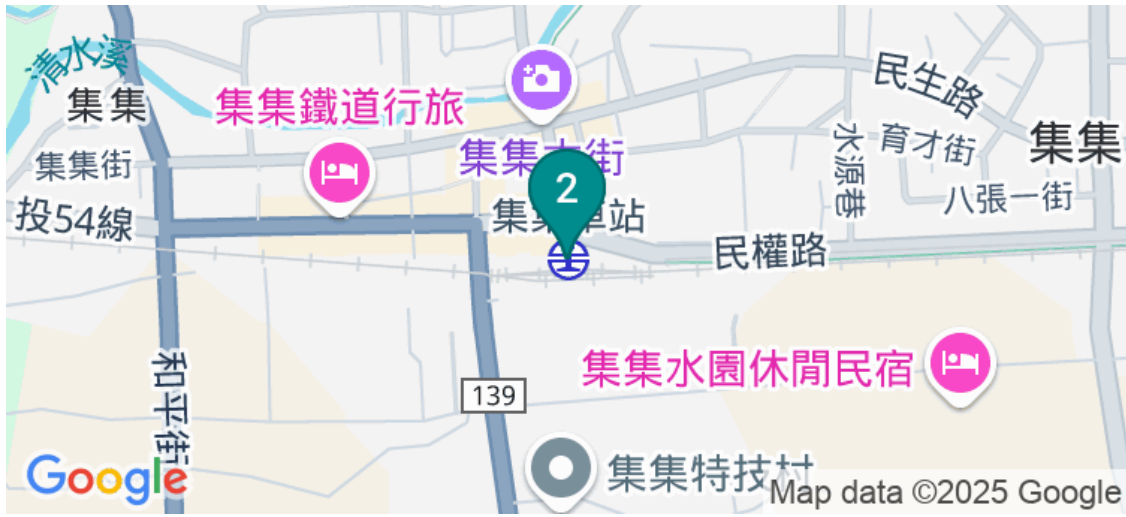 清水溪
民生路
集集
集集鐵道行旅
水源巷
育才街
集集
集集街
集集大街
2
八張一街
投54線
集集車站
民權路
集集水園休閒民宿
和平街
139
集集特技村
Google
Map data ©2025 Google